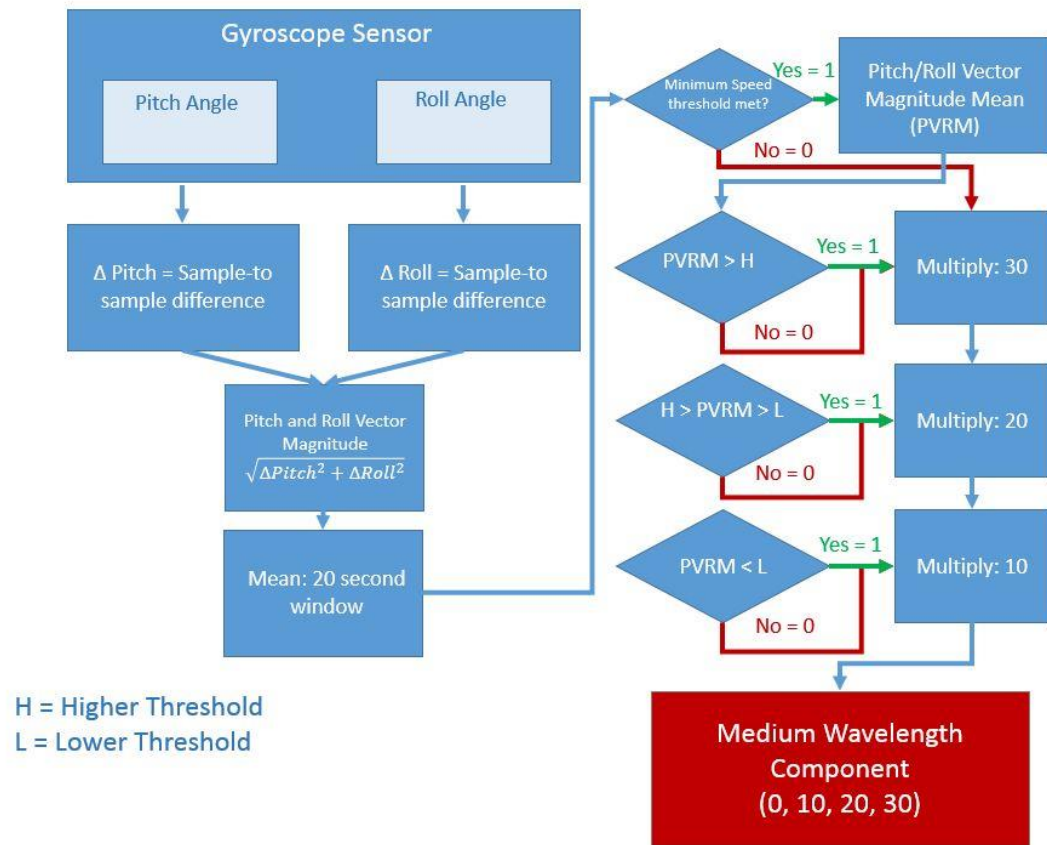 Gyroscope Sensor
Pitch Angle
Roll Angle
Δ Pitch = Sample-to
sample difference
Δ Roll = Sample-to
sample difference
Pitch and Roll Vector
Magnitude
√(ΔPitch² + ΔRoll²)
Mean: 20 second
window
H = Higher Threshold
L = Lower Threshold
Minimum Speed
threshold met?
Yes = 1
No = 0
Pitch/Roll Vector
Magnitude Mean
(PVRM)
PVRM > H
Yes = 1
No = 0
Multiply: 30
H > PVRM > L
Yes = 1
No = 0
Multiply: 20
PVRM < L
Yes = 1
No = 0
Multiply: 10
Medium Wavelength
Component
(0, 10, 20, 30)